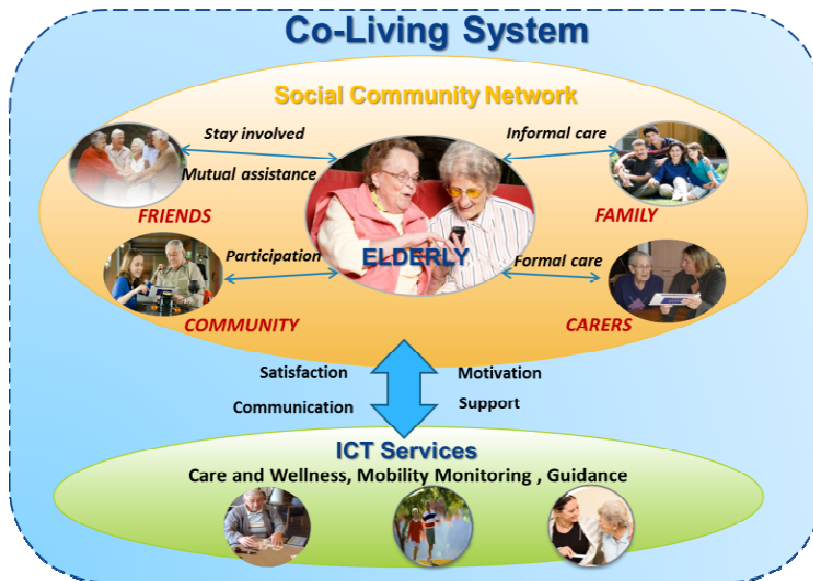 Co-Living System
Social Community Network
Stay involved
Informal care
Mutual assistance
FRIENDS
FAMILY
ELDERLY
Participation
Formal care
COMMUNITY
CARERS
Satisfaction
Motivation
Communication
Support
ICT Services
Care and Wellness, Mobility Monitoring , Guidance